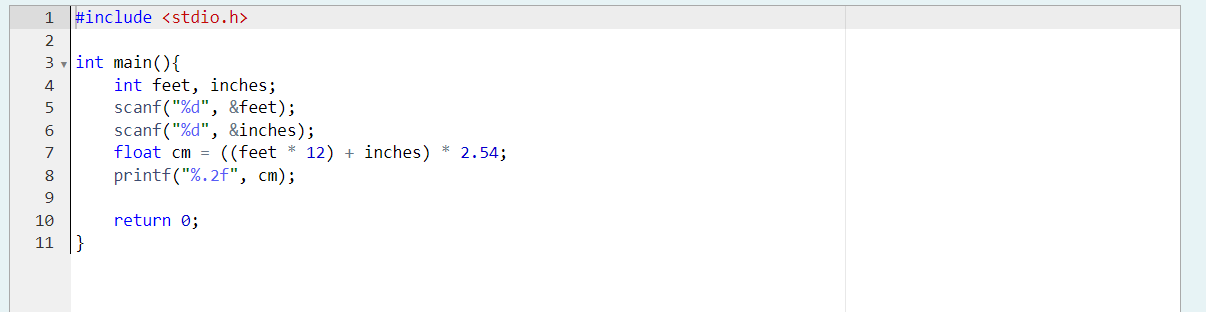 1 #include <stdio.h>
2
3 int main(){
4     int feet, inches;
5     scanf("%d", &feet);
6     scanf("%d", &inches);
7     float cm = ((feet * 12) + inches) * 2.54;
8     printf("%.2f", cm);
9
10     return 0;
11 }